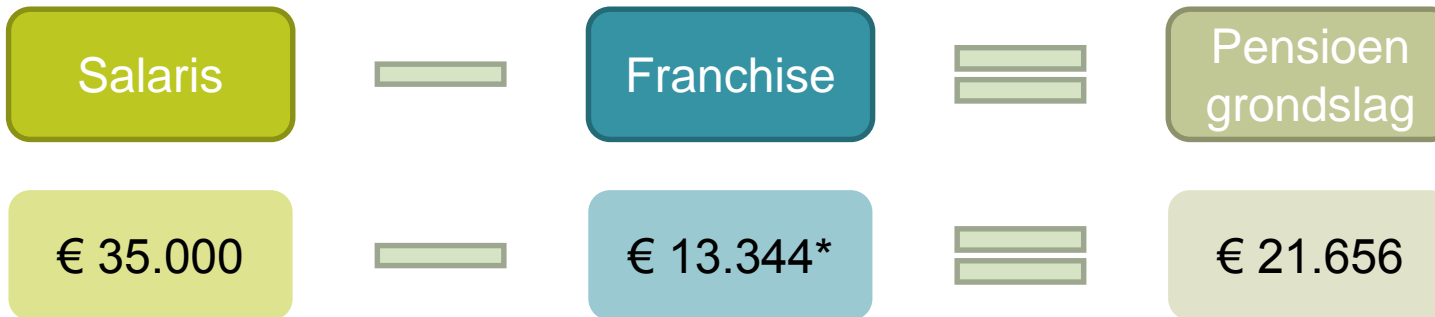 Salaris
Franchise
Pensioen
grondslag
€ 35.000
€ 13.344*
€ 21.656